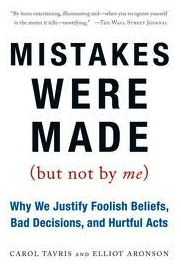 "By turns entertaining, illuminating and—when you recognize yourself
in the stories it tells—mortifying." —THE WALL STREET JOURNAL
MISTAKES
WERE
MADE
(but not by me)
Why We Justify Foolish Beliefs,
Bad Decisions, and Hurtful Acts
CAROL TAVRIS AND ELLIOT ARONSON